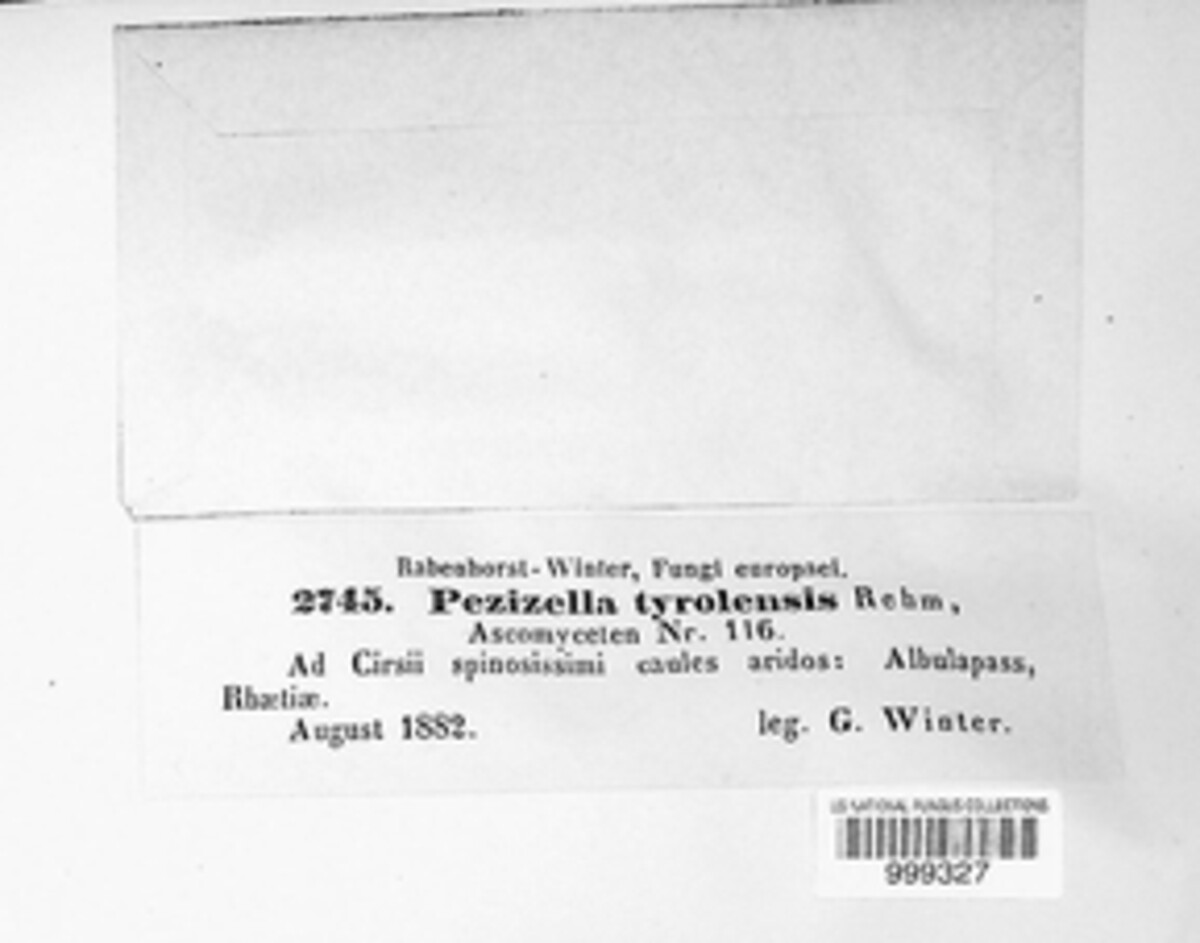 Rabenhorst-Winter, Fungi europaei.
2745. Pezizella tyrolensis Rehm,
Ascomyceten Nr. 116.
Ad Cirsii spinosissimi caules aridos: Albulapass,
Rhætiæ.
August 1882. leg. G. Winter.
US NATIONAL FUNGUS COLLECTIONS
999327